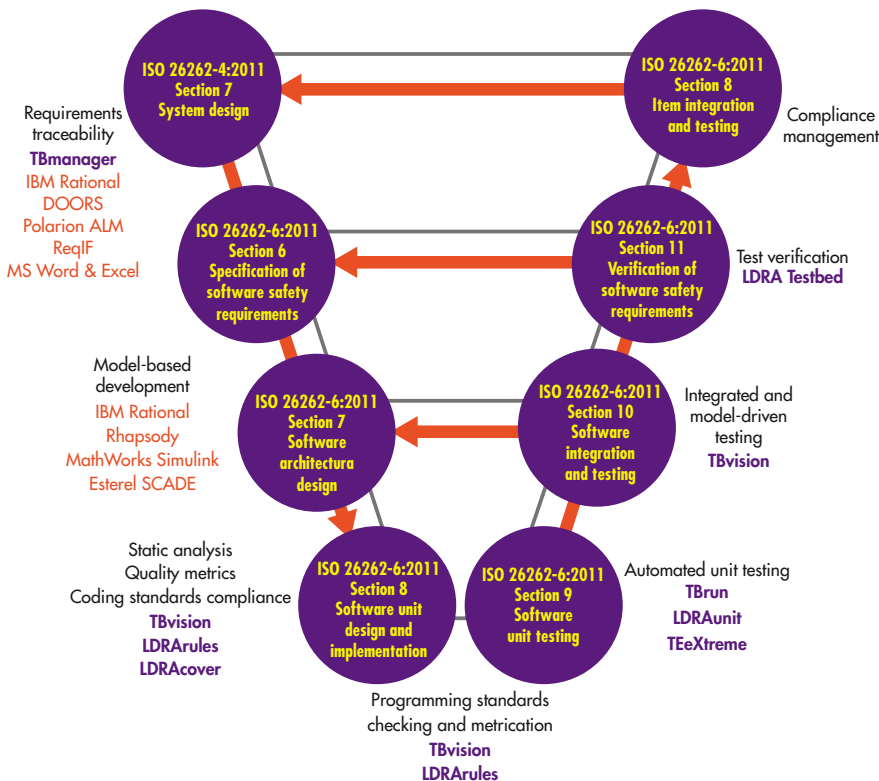 ISO 26262-4:2011
Section 7
System design
ISO 26262-6:2011
Section 8
Item integration
and testing
Requirements
traceability
TBmanager
IBM Rational
DOORS
Polarion ALM
ReqIF
MS Word & Excel
Compliance
management
ISO 26262-6:2011
Section 6
Specification of
software safety
requirements
ISO 26262-6:2011
Section 11
Verification of
software safety
requirements
Test verification
LDRA Testbed
Model-based
development
IBM Rational
Rhapsody
MathWorks Simulink
Esterel SCADE
ISO 26262-6:2011
Section 7
Software
architectura
design
ISO 26262-6:2011
Section 10
Software
integration
and testing
Integrated and
model-driven
testing
TBvision
Static analysis
Quality metrics
Coding standards compliance
TBvision
LDRArules
LDRAcover
ISO 26262-6:2011
Section 8
Software unit
design and
implementation
ISO 26262-6:2011
Section 9
Software
unit testing
Automated unit testing
TBrun
LDRAunit
TEeXtreme
Programming standards
checking and metrication
TBvision
LDRArules